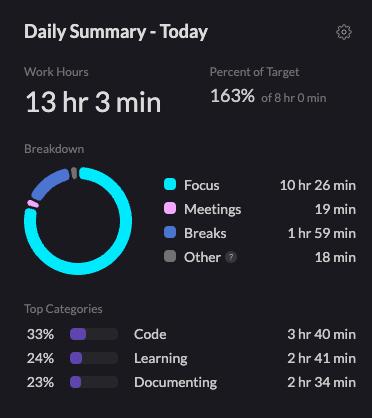 Daily Summary - Today
Work Hours
Percent of Target
13 hr 3 min
163% of 8 hr 0 min
Breakdown
Focus 10 hr 26 min
Meetings 19 min
Breaks 1 hr 59 min
Other ? 18 min
Top Categories
33% Code 3 hr 40 min
24% Learning 2 hr 41 min
23% Documenting 2 hr 34 min